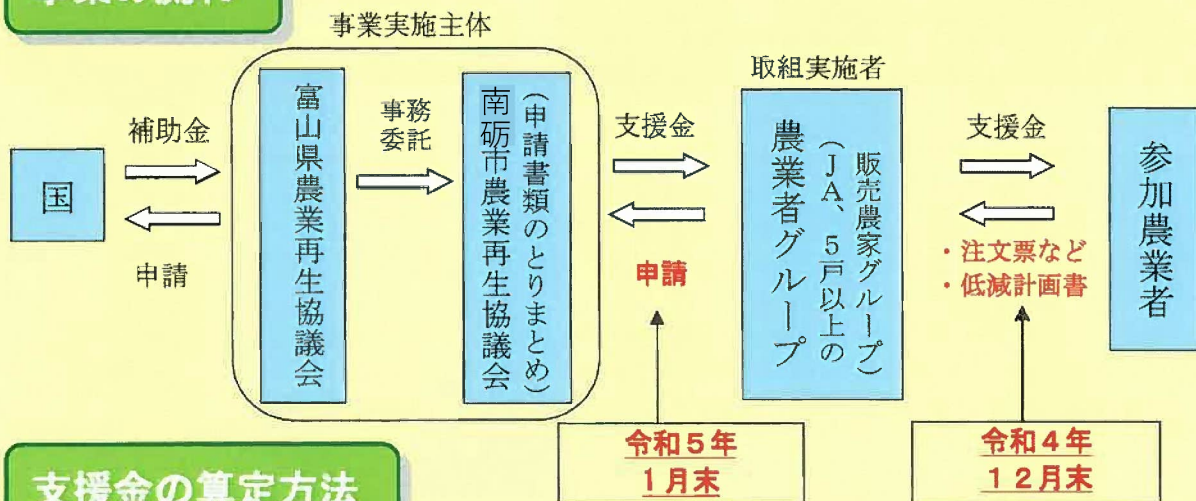 事業実施主体
取組実施者
国
補助金
申請
富山県農業再生協議会
事務
委託
南砺市農業再生協議会
（申請書類のとりまとめ）
支援金
申請
農業者グループ
（JA、5戸以上の
販売農家グループ）
支援金
・注文票など
・低減計画書
参加農業者
令和５年
１月末
令和４年
１２月末
支援金の算定方法